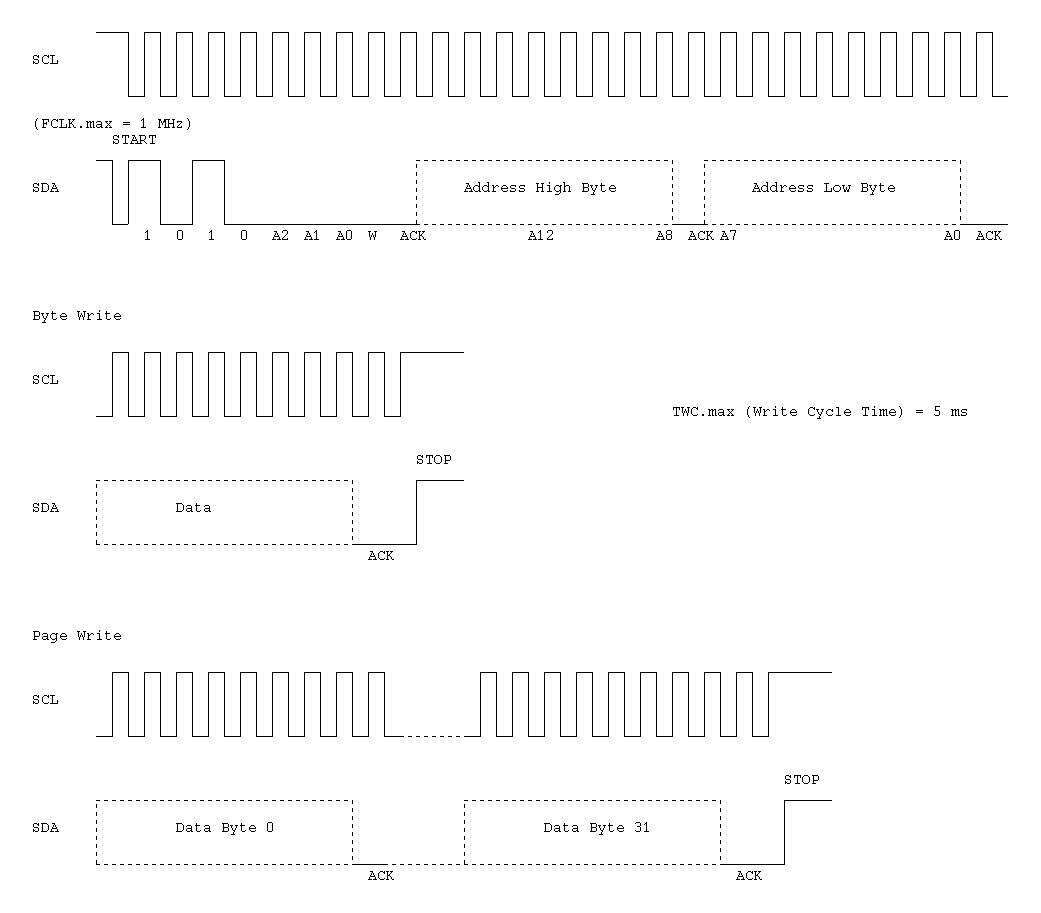 SCL
(FCLK.max = 1 MHz)
START
SDA Address High Byte Address Low Byte
1 0 1 0 A2 A1 A0 W ACK A12 A8 ACK A7 A0 ACK
Byte Write
SCL
TWC.max (Write Cycle Time) = 5 ms
STOP
SDA Data
ACK
Page Write
SCL
STOP
SDA Data Byte 0 Data Byte 31
ACK ACK